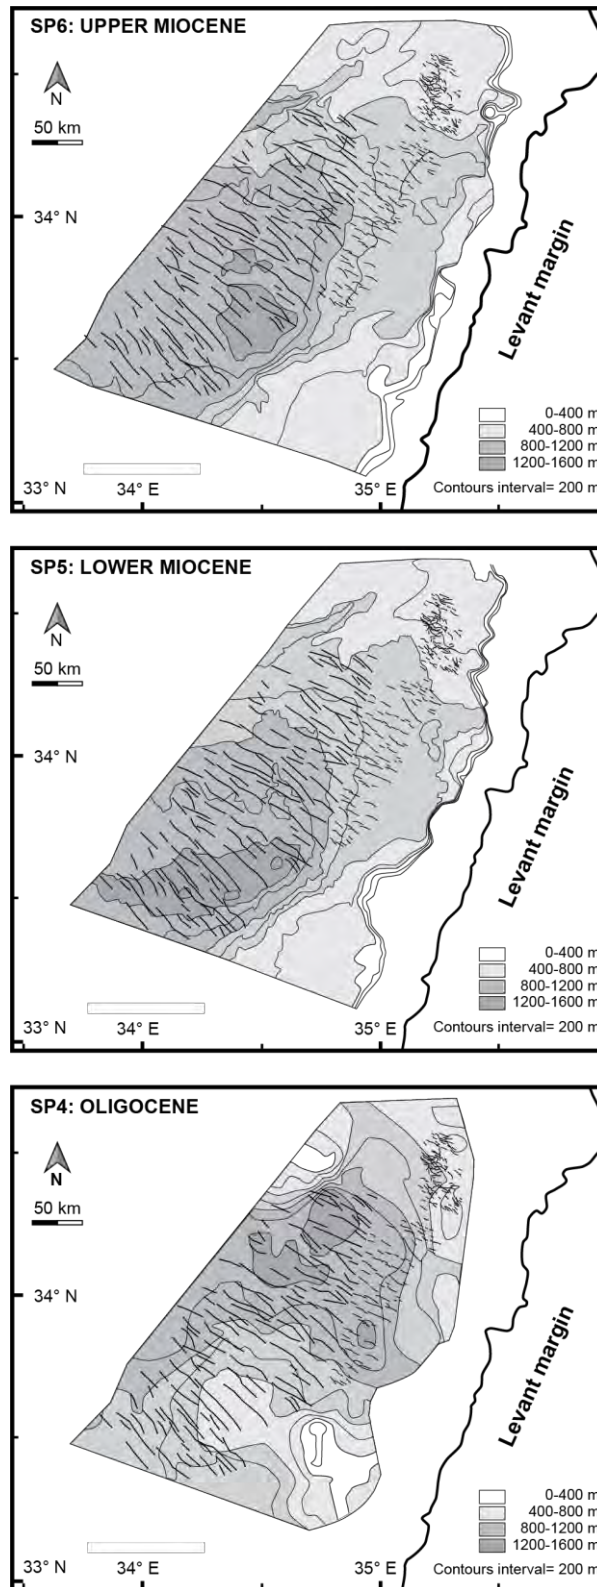 SP6: UPPER MIOCENE
N
50 km
34° N
Levant margin
0-400 m
400-800 m
800-1200 m
1200-1600 m
33° N
34° E
35° E
Contours interval= 200 m
SP5: LOWER MIOCENE
N
50 km
34° N
Levant margin
0-400 m
400-800 m
800-1200 m
1200-1600 m
33° N
34° E
35° E
Contours interval= 200 m
SP4: OLIGOCENE
N
50 km
34° N
Levant margin
0-400 m
400-800 m
800-1200 m
1200-1600 m
33° N
34° E
35° E
Contours interval= 200 m